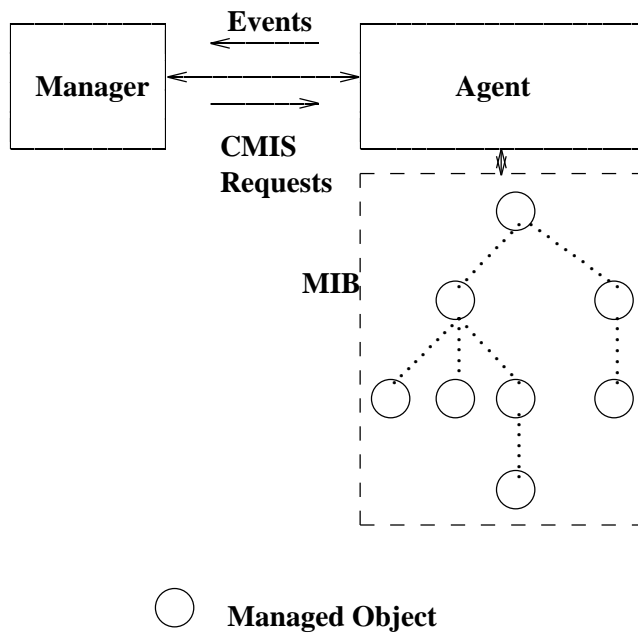 Events
Manager
Agent
CMIS
Requests
MIB
Managed Object